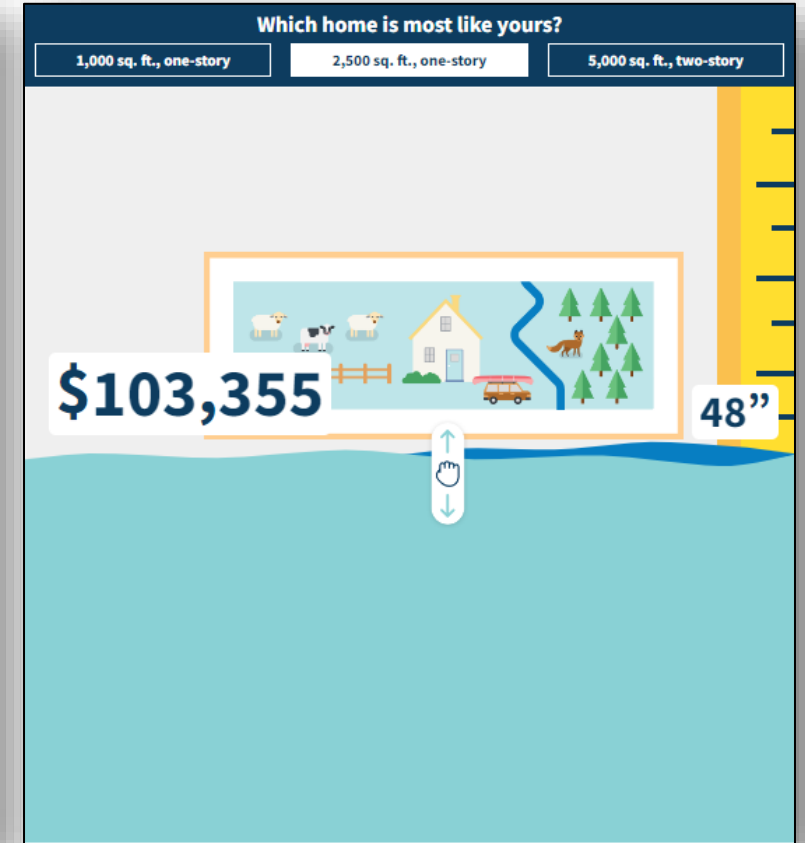 Which home is most like yours?
1,000 sq. ft., one-story
2,500 sq. ft., one-story
5,000 sq. ft., two-story
$103,355
48”